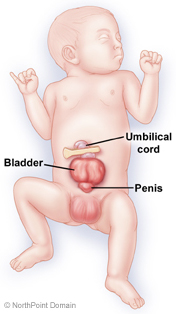 Umbilical
cord
Bladder
Penis
© NorthPoint Domain